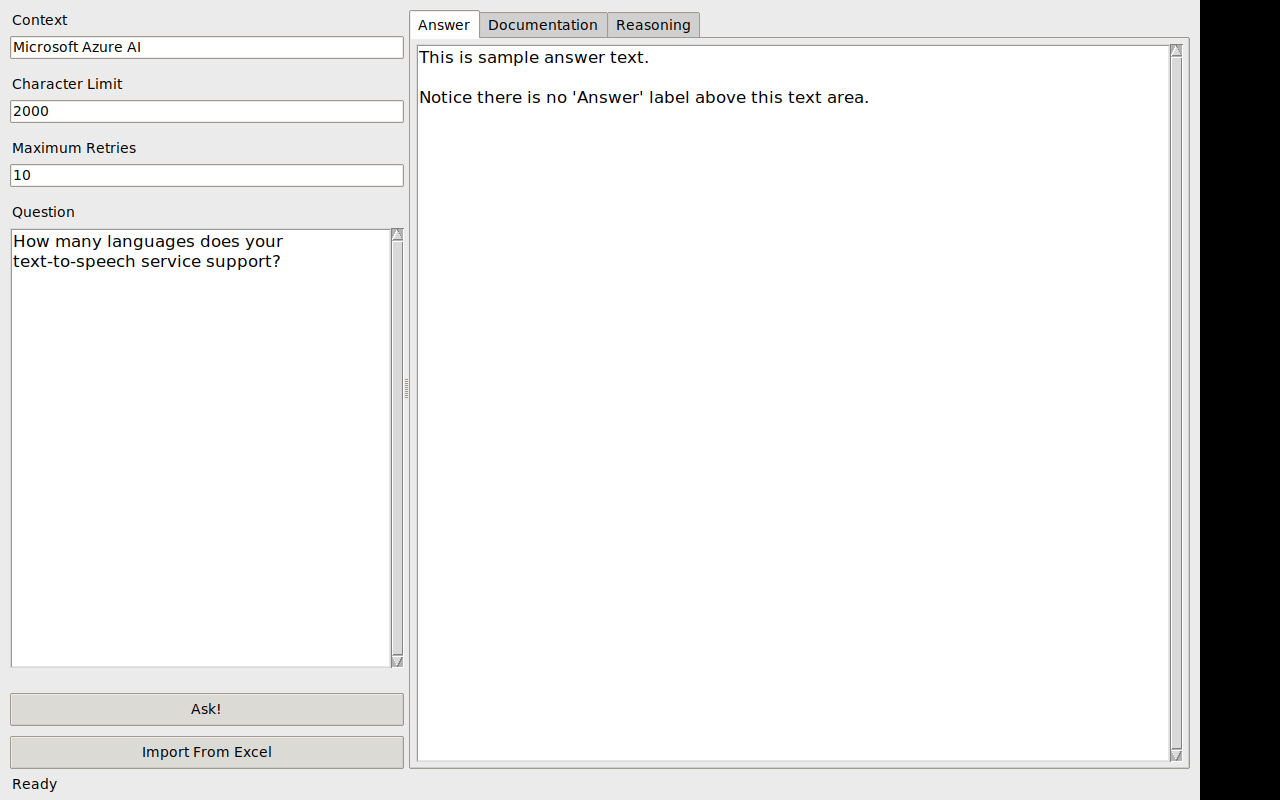 Context
Microsoft Azure AI
Character Limit
2000
Maximum Retries
10
Question
How many languages does your
text-to-speech service support?
Ask!
Import From Excel
Ready
Answer
Documentation
Reasoning
This is sample answer text.
Notice there is no 'Answer' label above this text area.